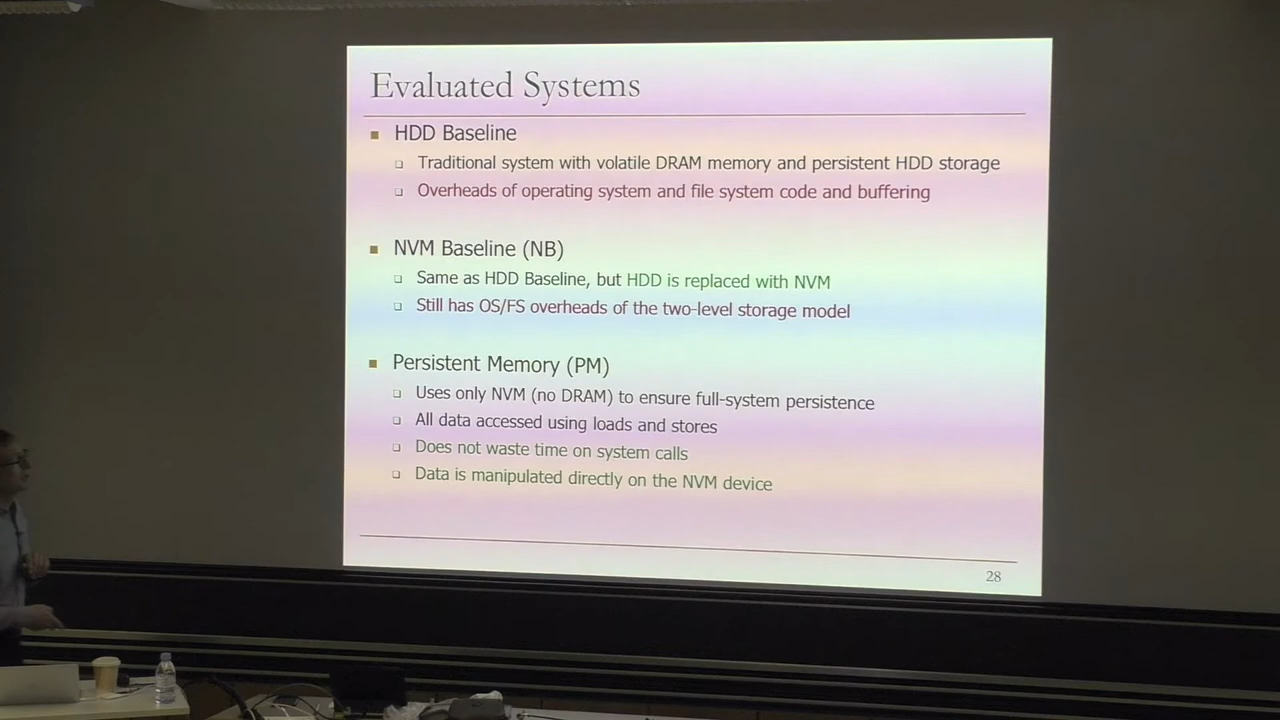 Evaluated Systems
HDD Baseline
Traditional system with volatile DRAM memory and persistent HDD storage
Overheads of operating system and file system code and buffering
NVM Baseline (NB)
Same as HDD Baseline, but HDD is replaced with NVM
Still has OS/FS overheads of the two-level storage model
Persistent Memory (PM)
Uses only NVM (no DRAM) to ensure full-system persistence
All data accessed using loads and stores
Does not waste time on system calls
Data is manipulated directly on the NVM device
28